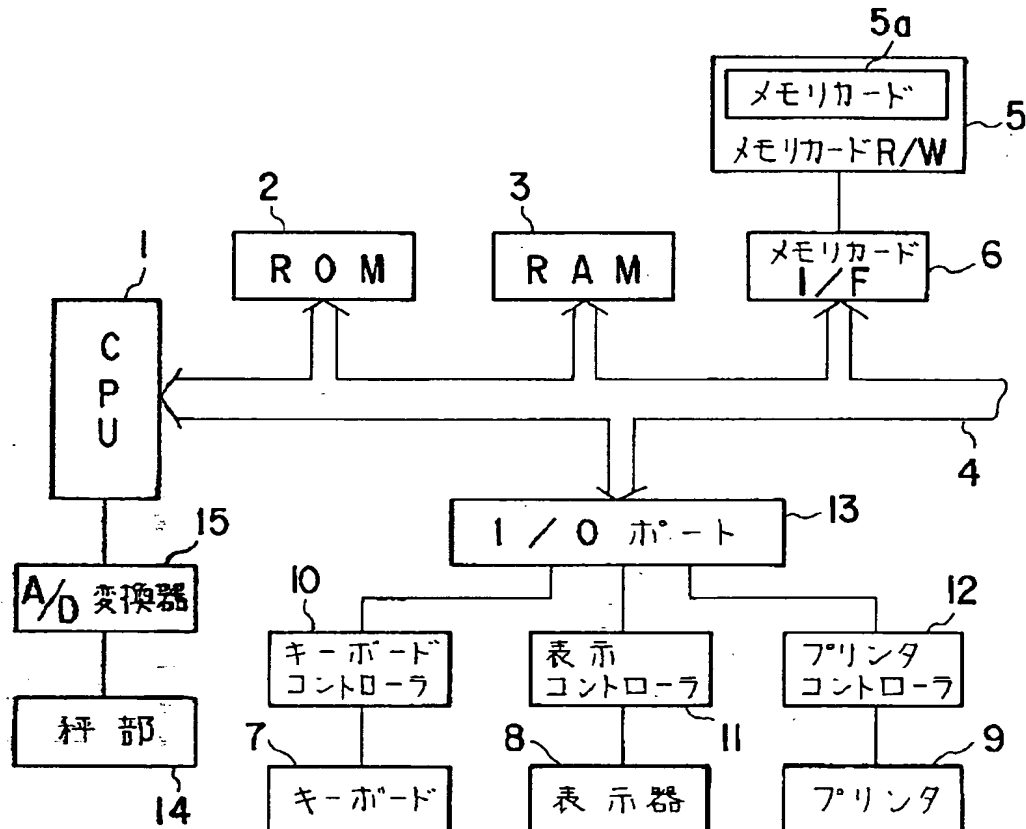 5a
メモリカード
5
メモリカードR/W
2
3
1
ROM
RAM
メモリカード
I/F
6
CPU
4
I/Oポート
13
15
A/D変換器
10
12
キーボード
コントローラ
表示
コントローラ
プリンタ
コントローラ
秤部
7
8
11
9
14
キーボード
表示器
プリンタ